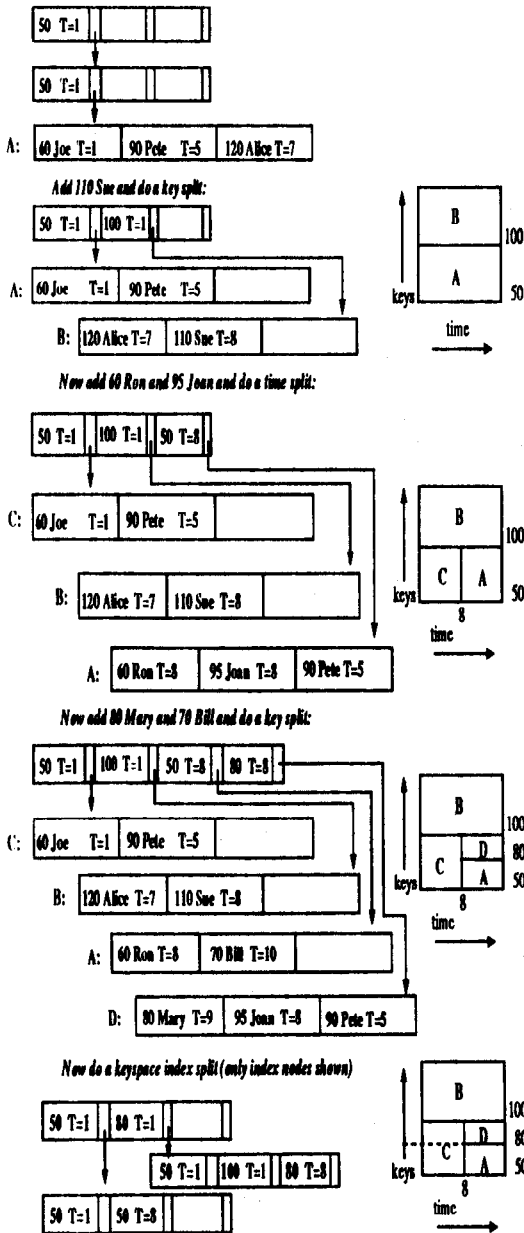 50 T=1
50 T=1
A: 60 Joe T=1 90 Pete T=5 120 Alice T=7
Add 110 Sue and do a key split:
50 T=1 100 T=1
A: 60 Joe T=1 90 Pete T=5
B: 120 Alice T=7 110 Sue T=8
B
100
A
50
keys
time
Now add 60 Ron and 95 Joan and do a time split:
50 T=1 100 T=1 50 T=8
C: 60 Joe T=1 90 Pete T=5
B: 120 Alice T=7 110 Sue T=8
A: 60 Ron T=8 95 Joan T=8 90 Pete T=5
B
100
C A
50
keys
8
time
Now add 80 Mary and 70 Bill and do a key split:
50 T=1 100 T=1 50 T=8 80 T=8
C: 60 Joe T=1 90 Pete T=5
B: 120 Alice T=7 110 Sue T=8
A: 60 Ron T=8 70 Bill T=10
D: 80 Mary T=9 95 Joan T=8 90 Pete T=5
B
100
D
80
C
A
50
keys
8
time
Now do a keyspace index split (only index nodes shown)
50 T=1 80 T=1
50 T=1 100 T=1 80 T=8
50 T=1 50 T=8
B
100
D
80
C
A
50
keys
8
time